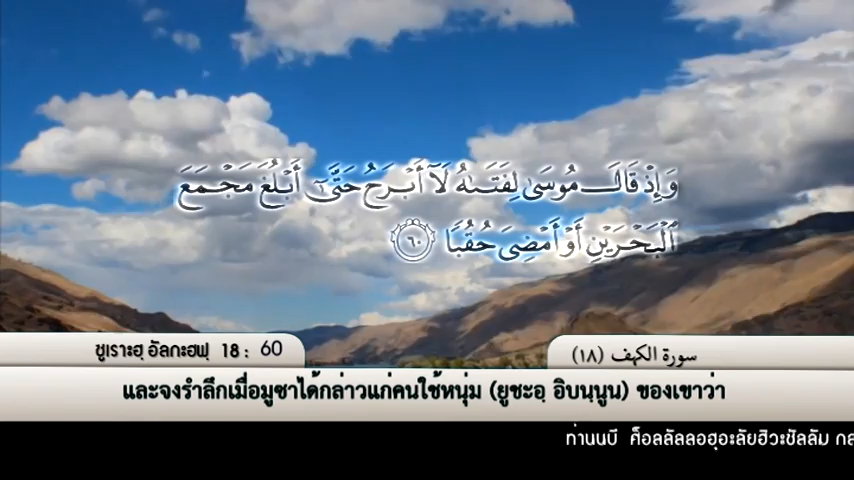 وَإِذْ قَالَ مُوسَىٰ لِفَتَىٰهُ لَآ أَبْرَحُ حَتَّىٰٓ أَبْلُغَ مَجْمَعَ
ٱلْبَحْرَيْنِ أَوْ أَمْضِىَ حُقُبًا ٦٠
ซูเราะฮฺ อัลกะฮฟฺ 18 : 60
سورة الكهف (١٨)
และจงรำลึกเมื่อมูซาได้กล่าวแก่คนใช้หนุ่ม (ยูชะอฺ อิบนฺนูน) ของเขาว่า
ท่านนบี ศ็อลลัลลอฮุอะลัยฮิวะซัลลัม กล